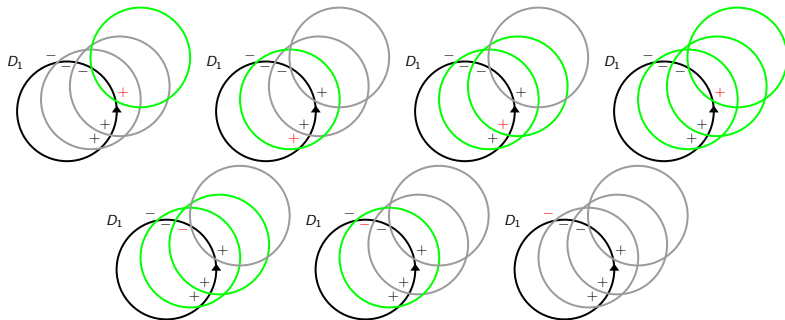 D₁ − − − + + +
D₁ − − − + + +
D₁ − − − + + +
D₁ − − − + + +
D₁ − − − + + +
D₁ − − − + + +
D₁ − − − + + +